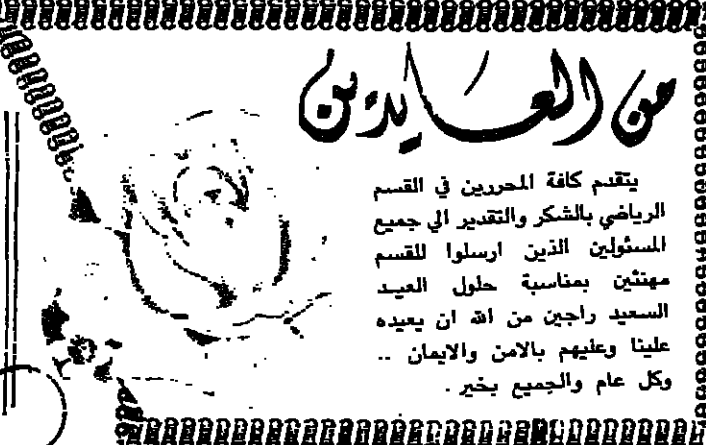 من العايدين
يتقدم كافة المحررين في القسم
الرياضي بالشكر والتقدير الي جميع
المسئولين الذين ارسلوا للقسم
مهنئين بمناسبة حلول العيد
السعيد راجين من الله ان يعيده
علينا وعليهم بالامن والايمان ..
وكل عام والجميع بخير .